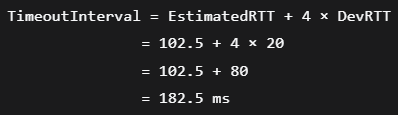 TimeoutInterval = EstimatedRTT + 4 × DevRTT
= 102.5 + 4 × 20
= 102.5 + 80
= 182.5 ms